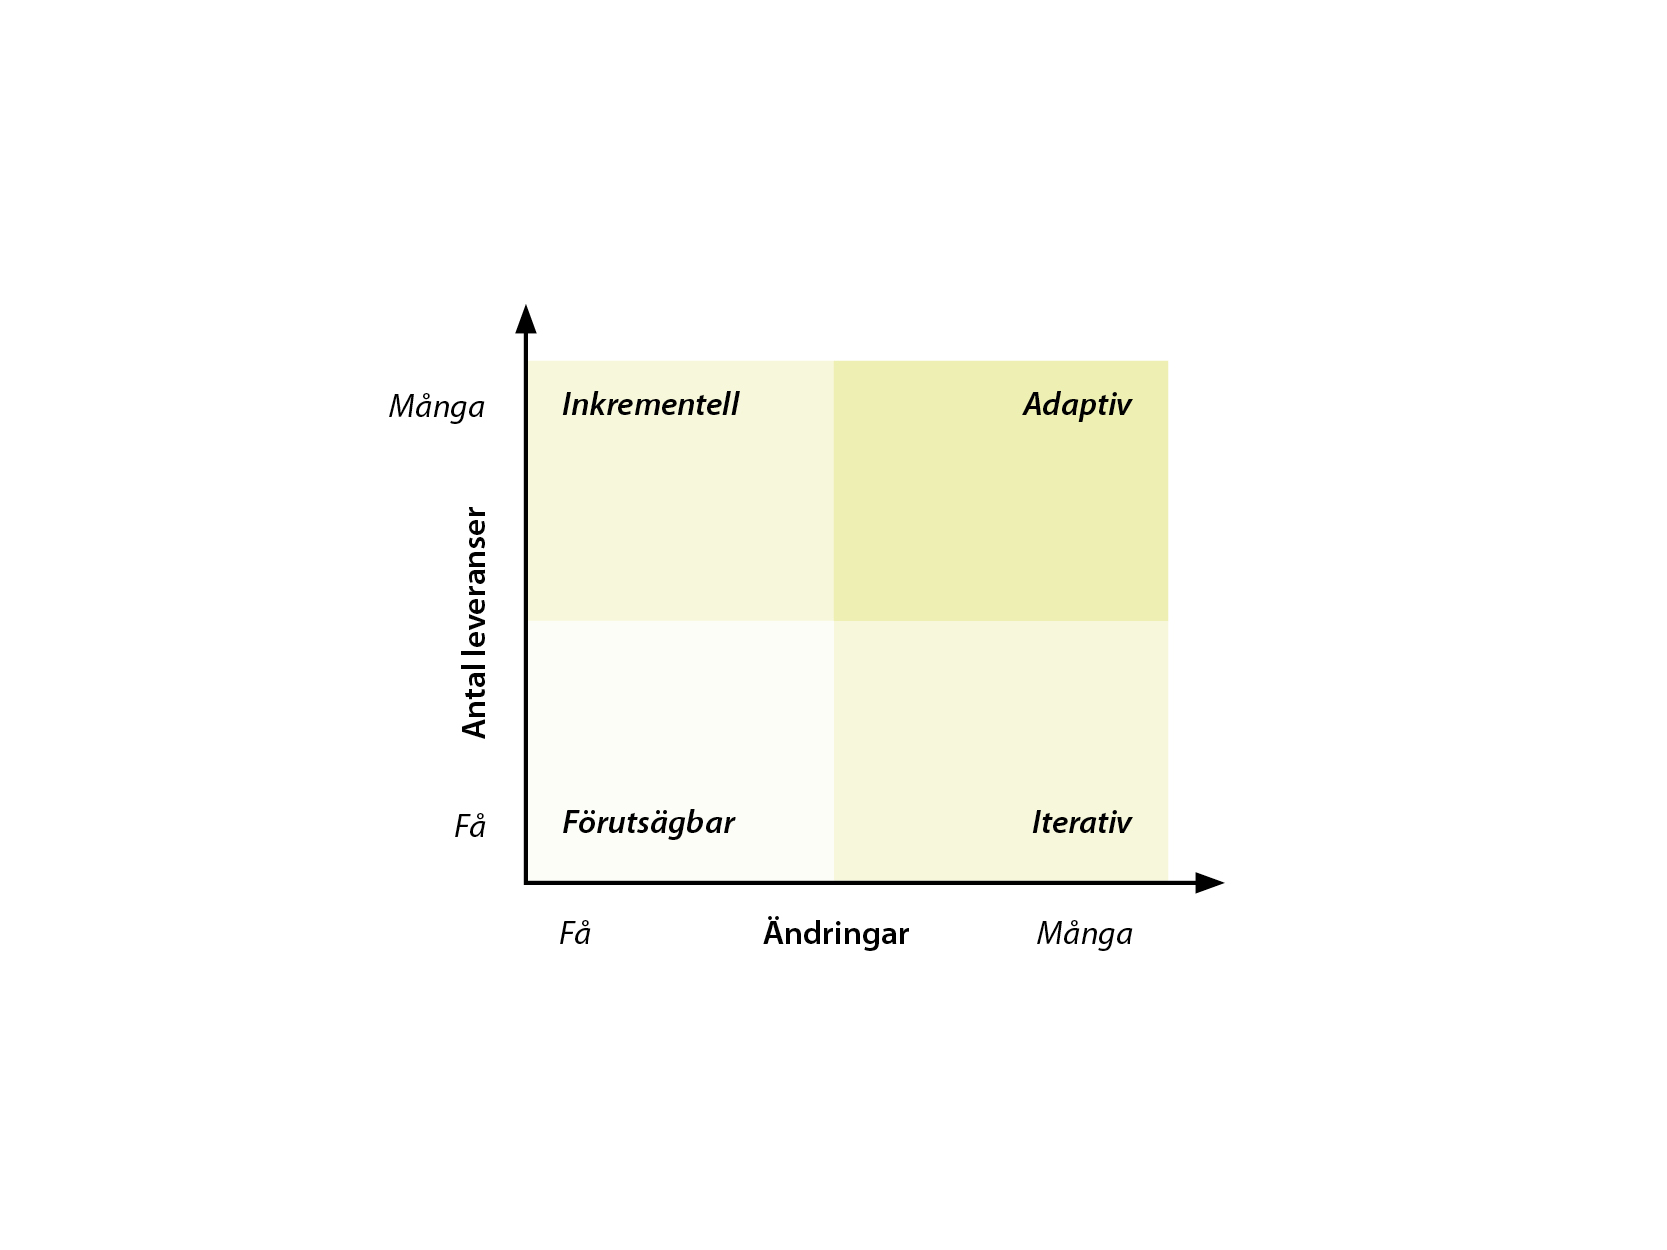 Många
Inkrementell
Adaptiv
Antal leveranser
Få
Förutsägbar
Iterativ
Få
Ändringar
Många